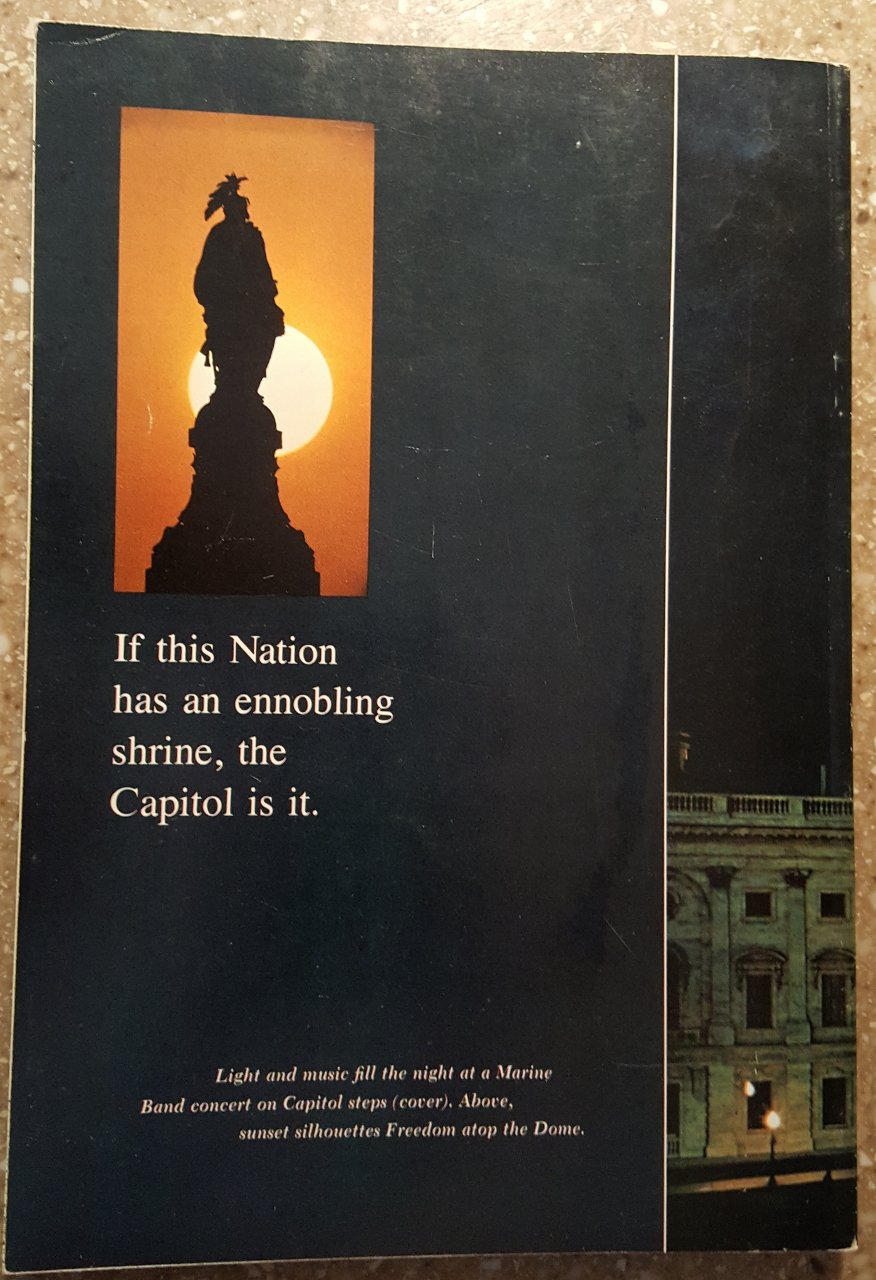 If this Nation
has an ennobling
shrine, the
Capitol is it.
Light and music fill the night at a Marine
Band concert on Capitol steps (cover). Above,
sunset silhouettes Freedom atop the Dome.